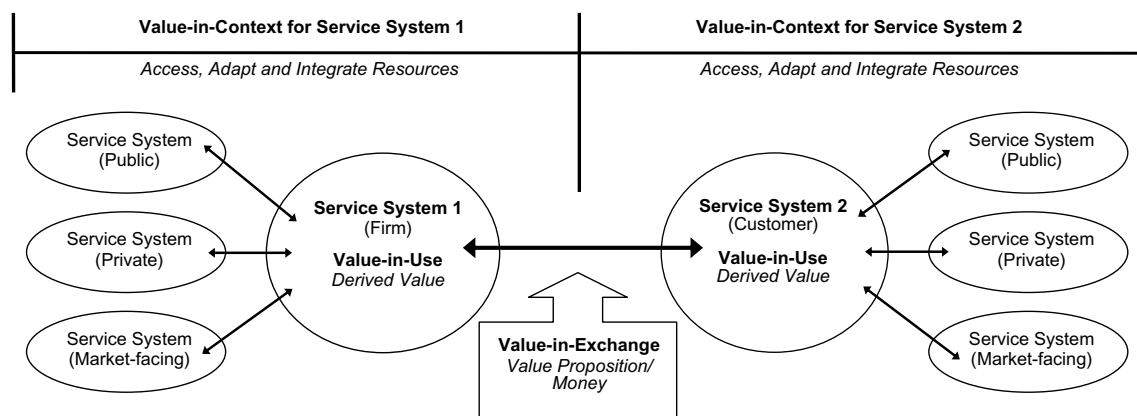 Value-in-Context for Service System 1
Value-in-Context for Service System 2
Access, Adapt and Integrate Resources
Access, Adapt and Integrate Resources
Service System
(Public)
Service System
(Private)
Service System
(Market-facing)
Service System 1
(Firm)
Value-in-Use
Derived Value
Value-in-Exchange
Value Proposition/
Money
Service System 2
(Customer)
Value-in-Use
Derived Value
Service System
(Public)
Service System
(Private)
Service System
(Market-facing)